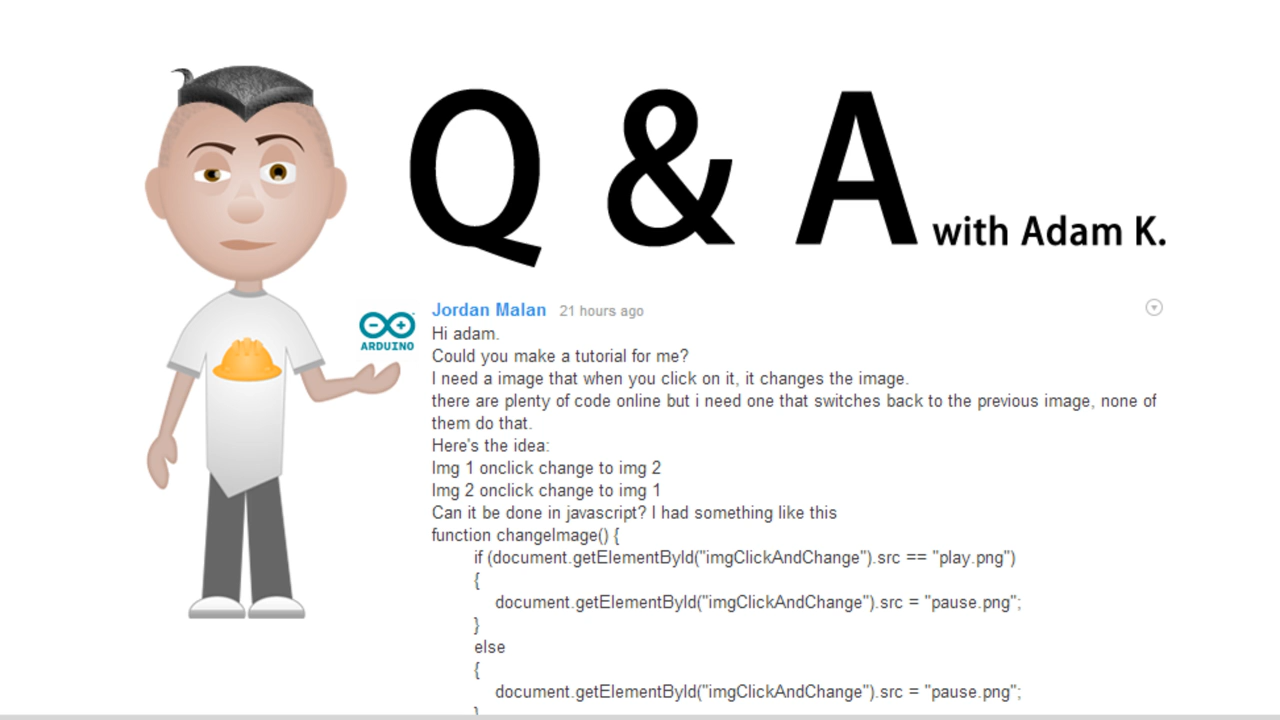 Q & A with Adam K.
ARDUINO
Jordan Malan 21 hours ago
Hi adam.
Could you make a tutorial for me?
I need a image that when you click on it, it changes the image.
there are plenty of code online but i need one that switches back to the previous image, none of
them do that.
Here's the idea:
Img 1 onclick change to img 2
Img 2 onclick change to img 1
Can it be done in javascript? I had something like this
function changeImage() {
if (document.getElementById("imgClickAndChange").src == "play.png")
{
document.getElementById("imgClickAndChange").src = "pause.png";
}
else
{
document.getElementById("imgClickAndChange").src = "pause.png";
}